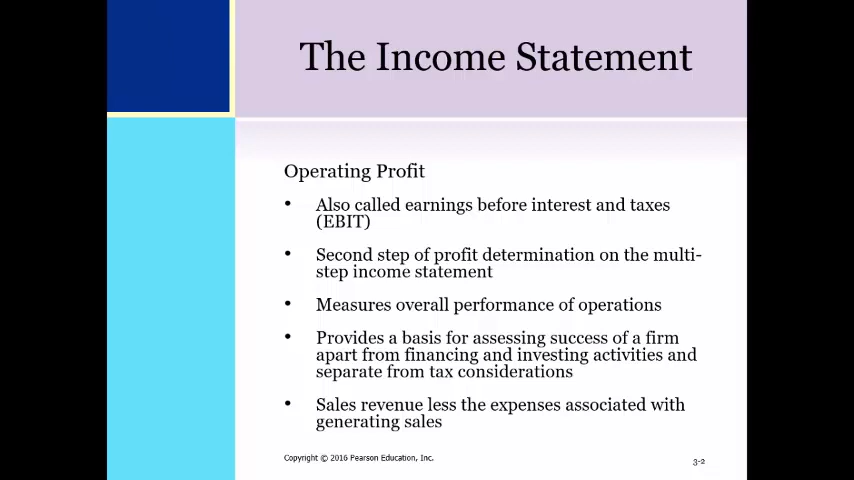 The Income Statement
Operating Profit
• Also called earnings before interest and taxes
(EBIT)
• Second step of profit determination on the multi-
step income statement
• Measures overall performance of operations
• Provides a basis for assessing success of a firm
apart from financing and investing activities and
separate from tax considerations
• Sales revenue less the expenses associated with
generating sales
Copyright © 2016 Pearson Education, Inc.
3-2